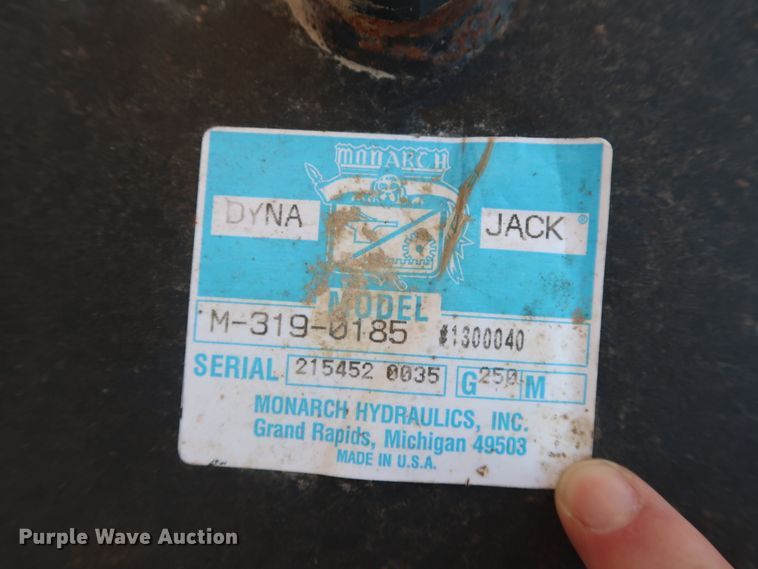 MONARCH
DYNA JACK®
MODEL
M-319-0185 #1300040
SERIAL 215452 0035 G250 M
MONARCH HYDRAULICS, INC.
Grand Rapids, Michigan 49503
MADE IN U.S.A.
Purple Wave Auction